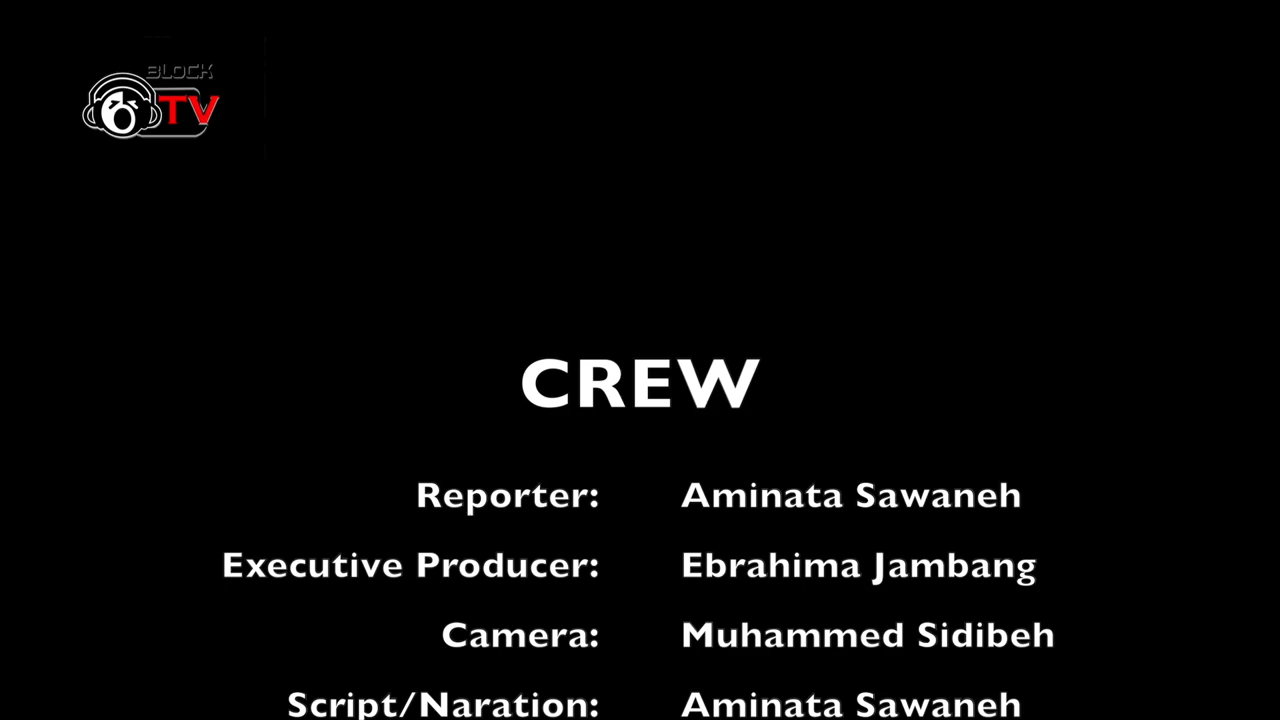 BLOCK
TV
CREW
Reporter: Aminata Sawaneh
Executive Producer: Ebrahima Jambang
Camera: Muhammed Sidibeh
Script/Naration: Aminata Sawaneh